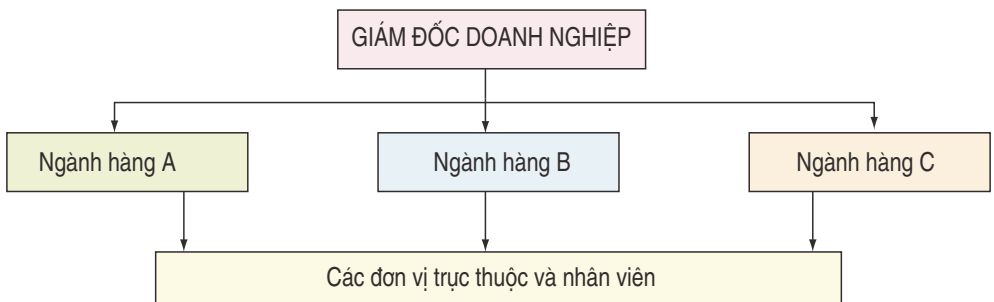 GIÁM ĐỐC DOANH NGHIỆP
Ngành hàng A
Ngành hàng B
Ngành hàng C
Các đơn vị trực thuộc và nhân viên